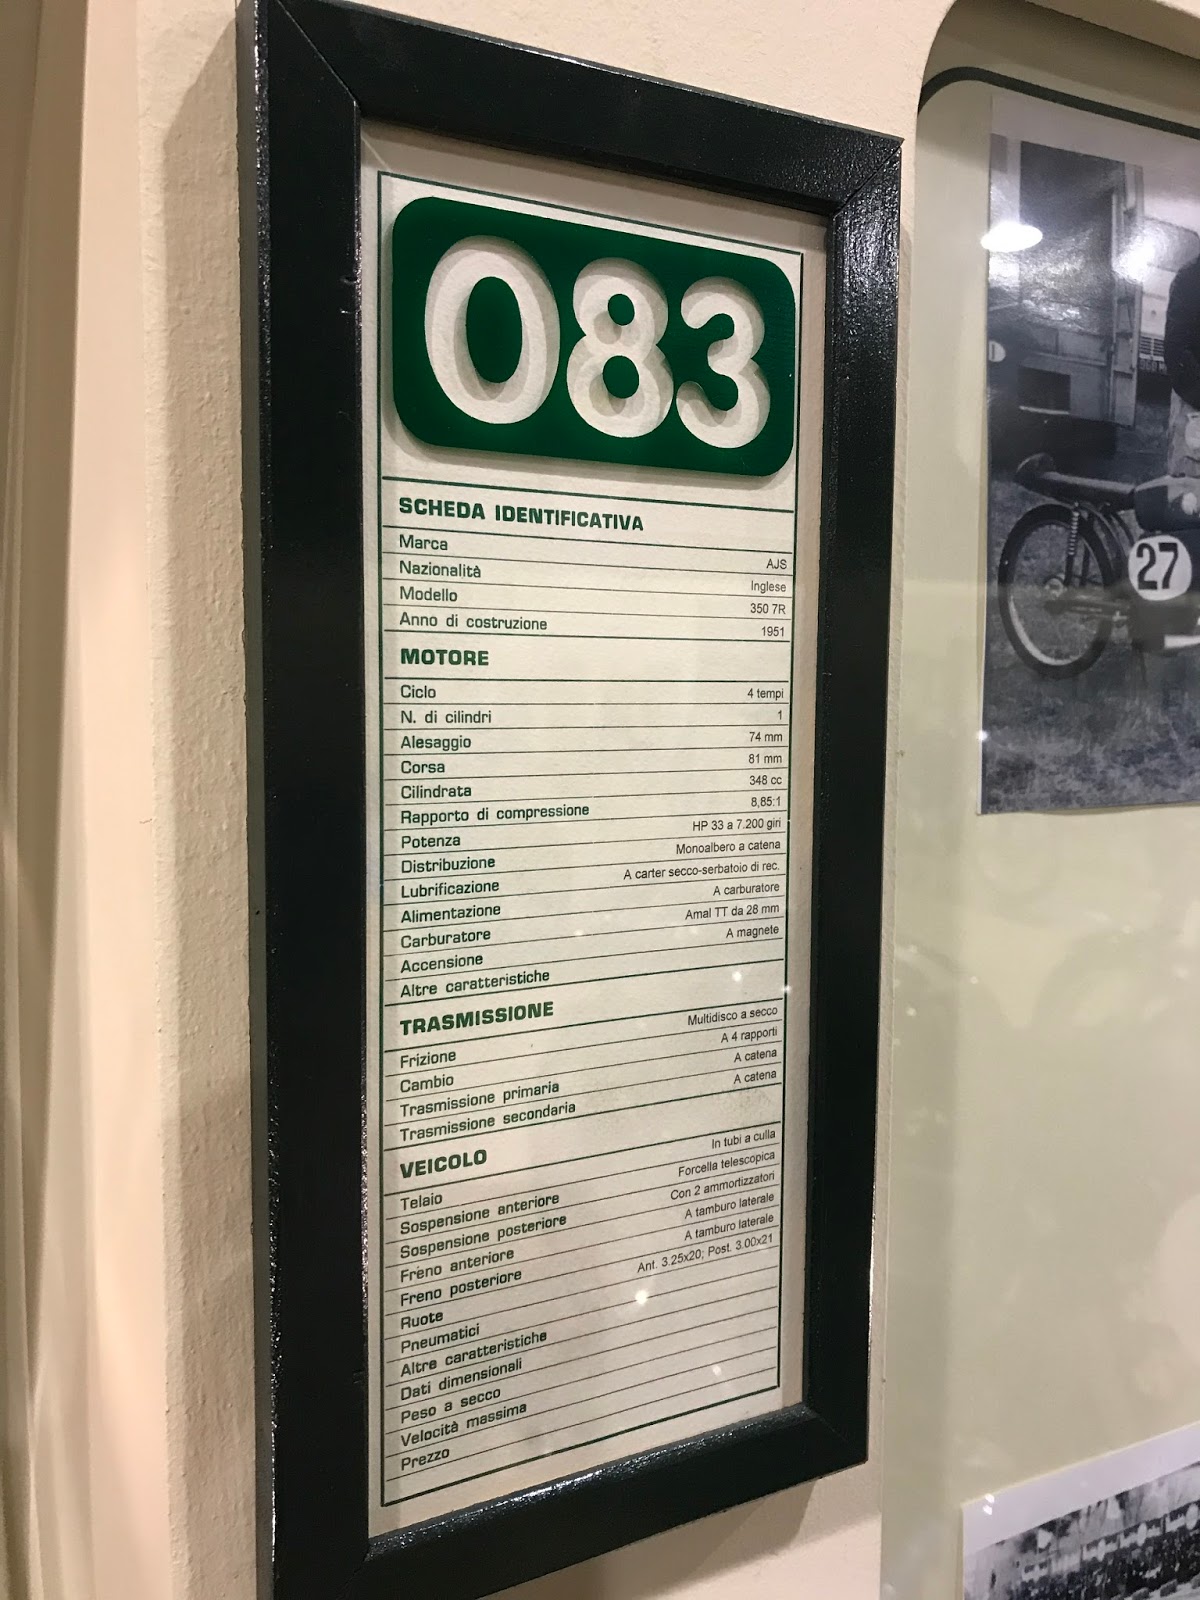 083
SCHEDA IDENTIFICATIVA
Marca AJS
Nazionalità Inglese
Modello 350 7R
Anno di costruzione 1951
MOTORE
Ciclo 4 tempi
N. di cilindri 1
Alesaggio 74 mm
Corsa 81 mm
Cilindrata 348 cc
Rapporto di compressione 8,85:1
Potenza HP 33 a 7.200 giri
Distribuzione Monoalbero a catena
Lubrificazione A carter secco-serbatoio di rec.
Alimentazione A carburatore
Carburatore Amal TT da 28 mm
Accensione A magnete
Altre caratteristiche
TRASMISSIONE
Frizione Multidisco a secco
Cambio A 4 rapporti
Trasmissione primaria A catena
Trasmissione secondaria A catena
VEICOLO
Telaio In tubi a culla
Sospensione anteriore Forcella telescopica
Sospensione posteriore Con 2 ammortizzatori
Freno anteriore A tamburo laterale
Freno posteriore A tamburo laterale
Ruote Ant. 3.25x20; Post. 3.00x21
Pneumatici
Altre caratteristiche
Dati dimensionali
Peso a secco
Velocità massima
Prezzo
27